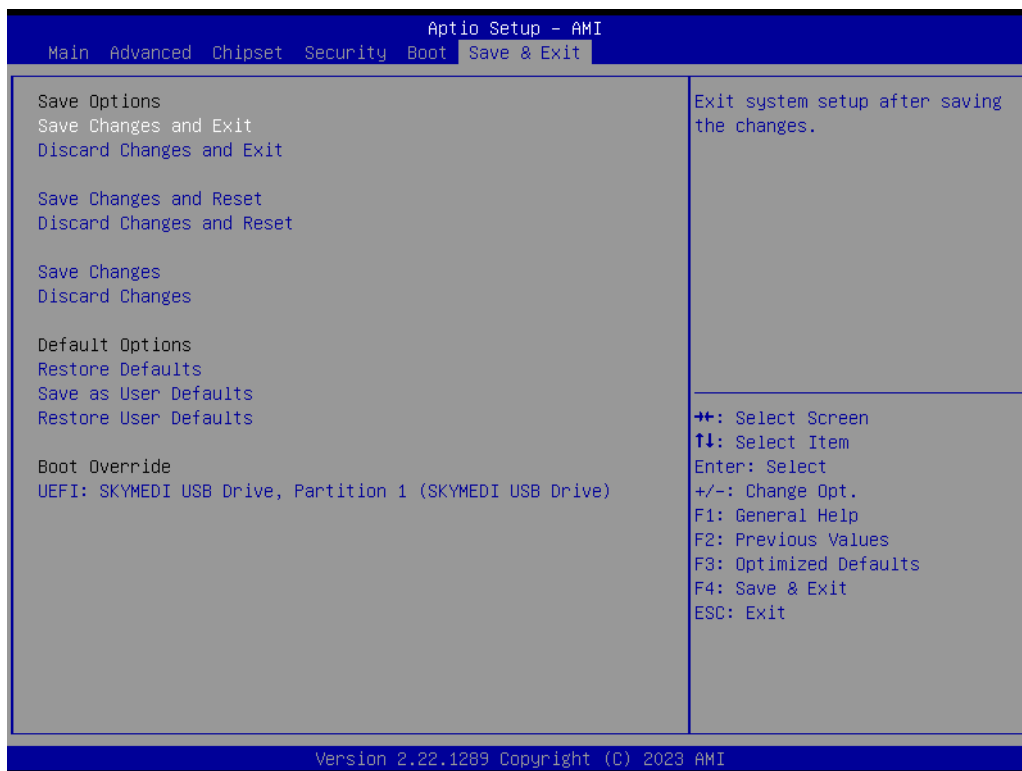 Aptio Setup – AMI
Main Advanced Chipset Security Boot Save & Exit
Save Options
Save Changes and Exit
Discard Changes and Exit
Save Changes and Reset
Discard Changes and Reset
Save Changes
Discard Changes
Default Options
Restore Defaults
Save as User Defaults
Restore User Defaults
Boot Override
UEFI: SKYMEDI USB Drive, Partition 1 (SKYMEDI USB Drive)
Exit system setup after saving
the changes.
→←: Select Screen
↑↓: Select Item
Enter: Select
+/-: Change Opt.
F1: General Help
F2: Previous Values
F3: Optimized Defaults
F4: Save & Exit
ESC: Exit
Version 2.22.1289 Copyright (C) 2023 AMI